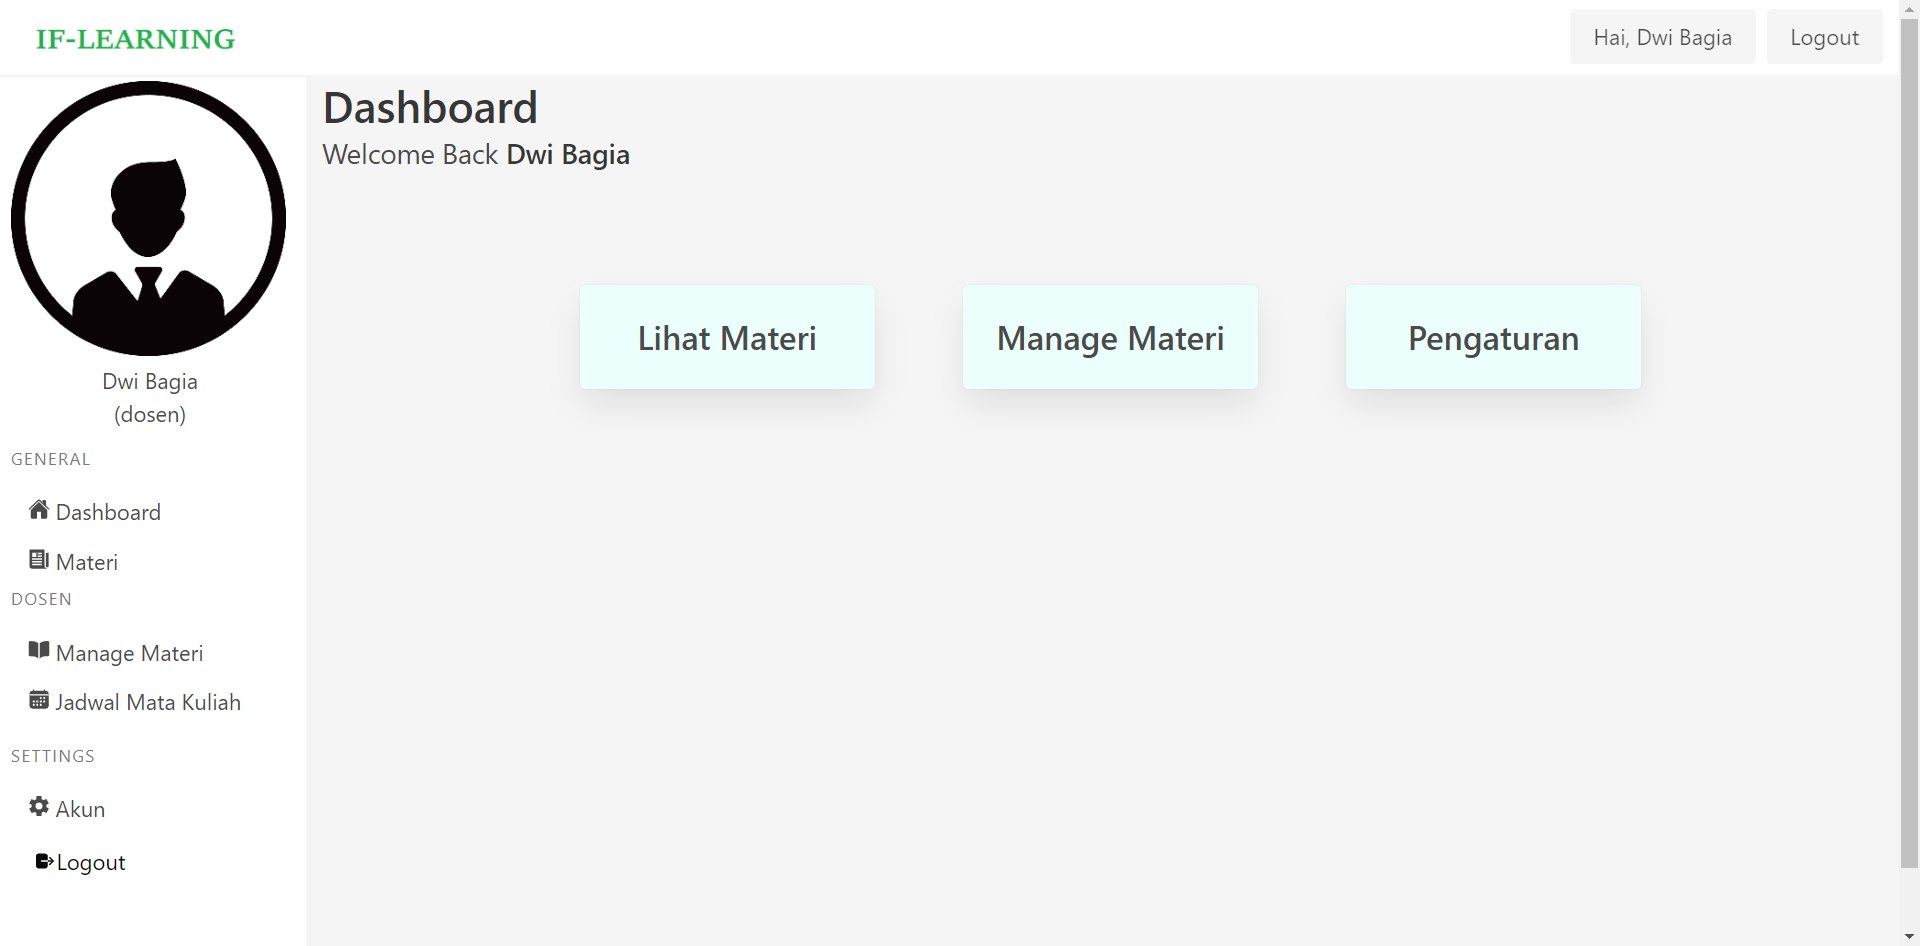 IF-LEARNING
Hai, Dwi Bagia
Logout
Dwi Bagia
(dosen)
GENERAL
Dashboard
Materi
DOSEN
Manage Materi
Jadwal Mata Kuliah
SETTINGS
Akun
Logout
Dashboard
Welcome Back Dwi Bagia
Lihat Materi
Manage Materi
Pengaturan